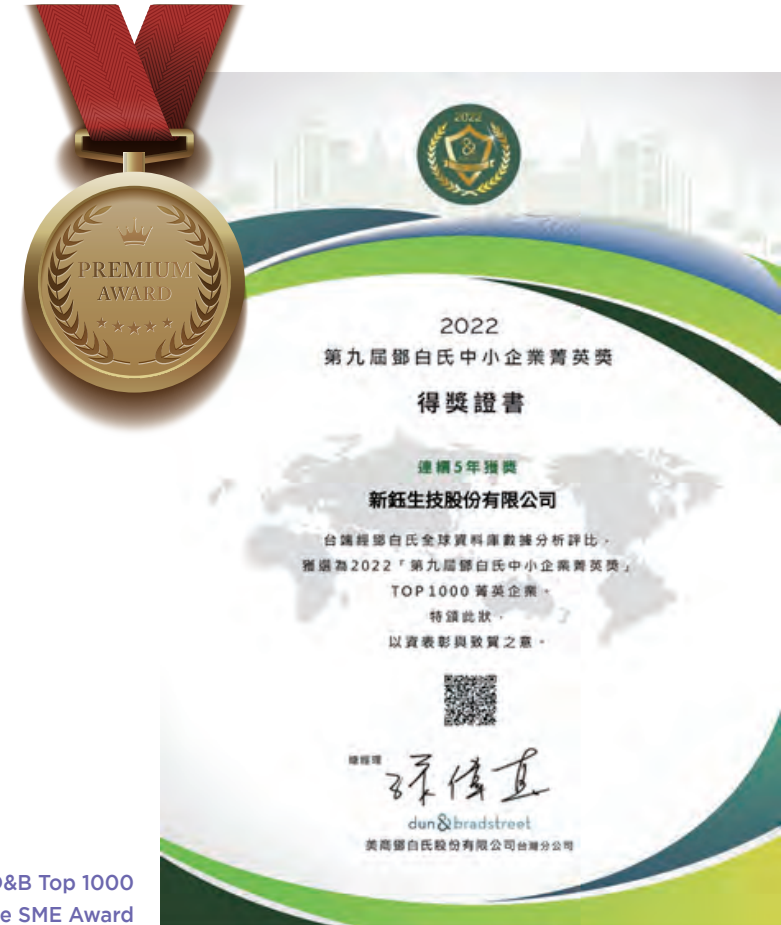 PREMIUM
AWARD
2022
2022
第九屆鄧白氏中小企業菁英獎
得獎證書
連續5年獲獎
新鈺生技股份有限公司
台端經鄧白氏全球資料庫數據分析評比，
獲選為2022「第九屆鄧白氏中小企業菁英獎」
TOP1000 菁英企業。
特頒此狀，
以資表彰與致賀之意。
總經理
dun&bradstreet
美商鄧白氏股份有限公司台灣分公司
&B Top 1000
e SME Award